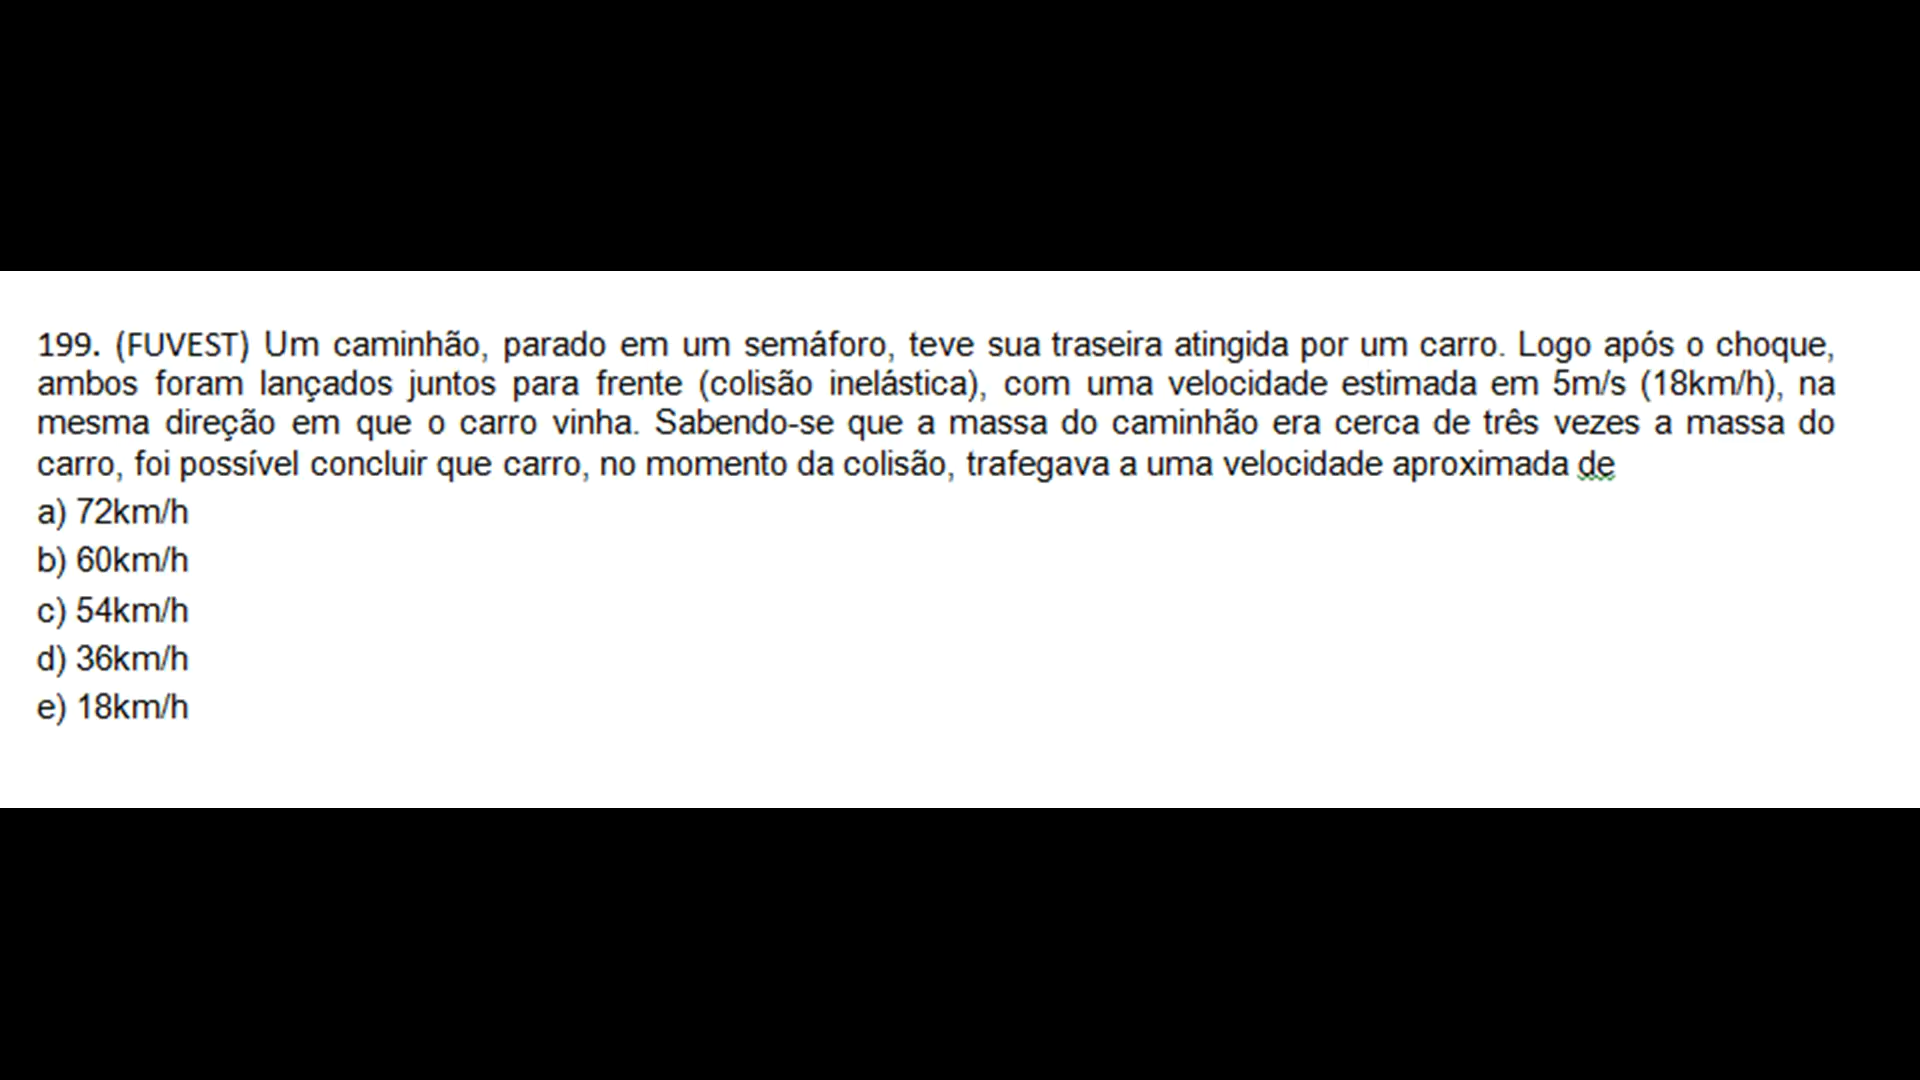 199. (FUVEST) Um caminhão, parado em um semáforo, teve sua traseira atingida por um carro. Logo após o choque,
ambos foram lançados juntos para frente (colisão inelástica), com uma velocidade estimada em 5m/s (18km/h), na
mesma direção em que o carro vinha. Sabendo-se que a massa do caminhão era cerca de três vezes a massa do
carro, foi possível concluir que carro, no momento da colisão, trafegava a uma velocidade aproximada de
a) 72km/h
b) 60km/h
c) 54km/h
d) 36km/h
e) 18km/h